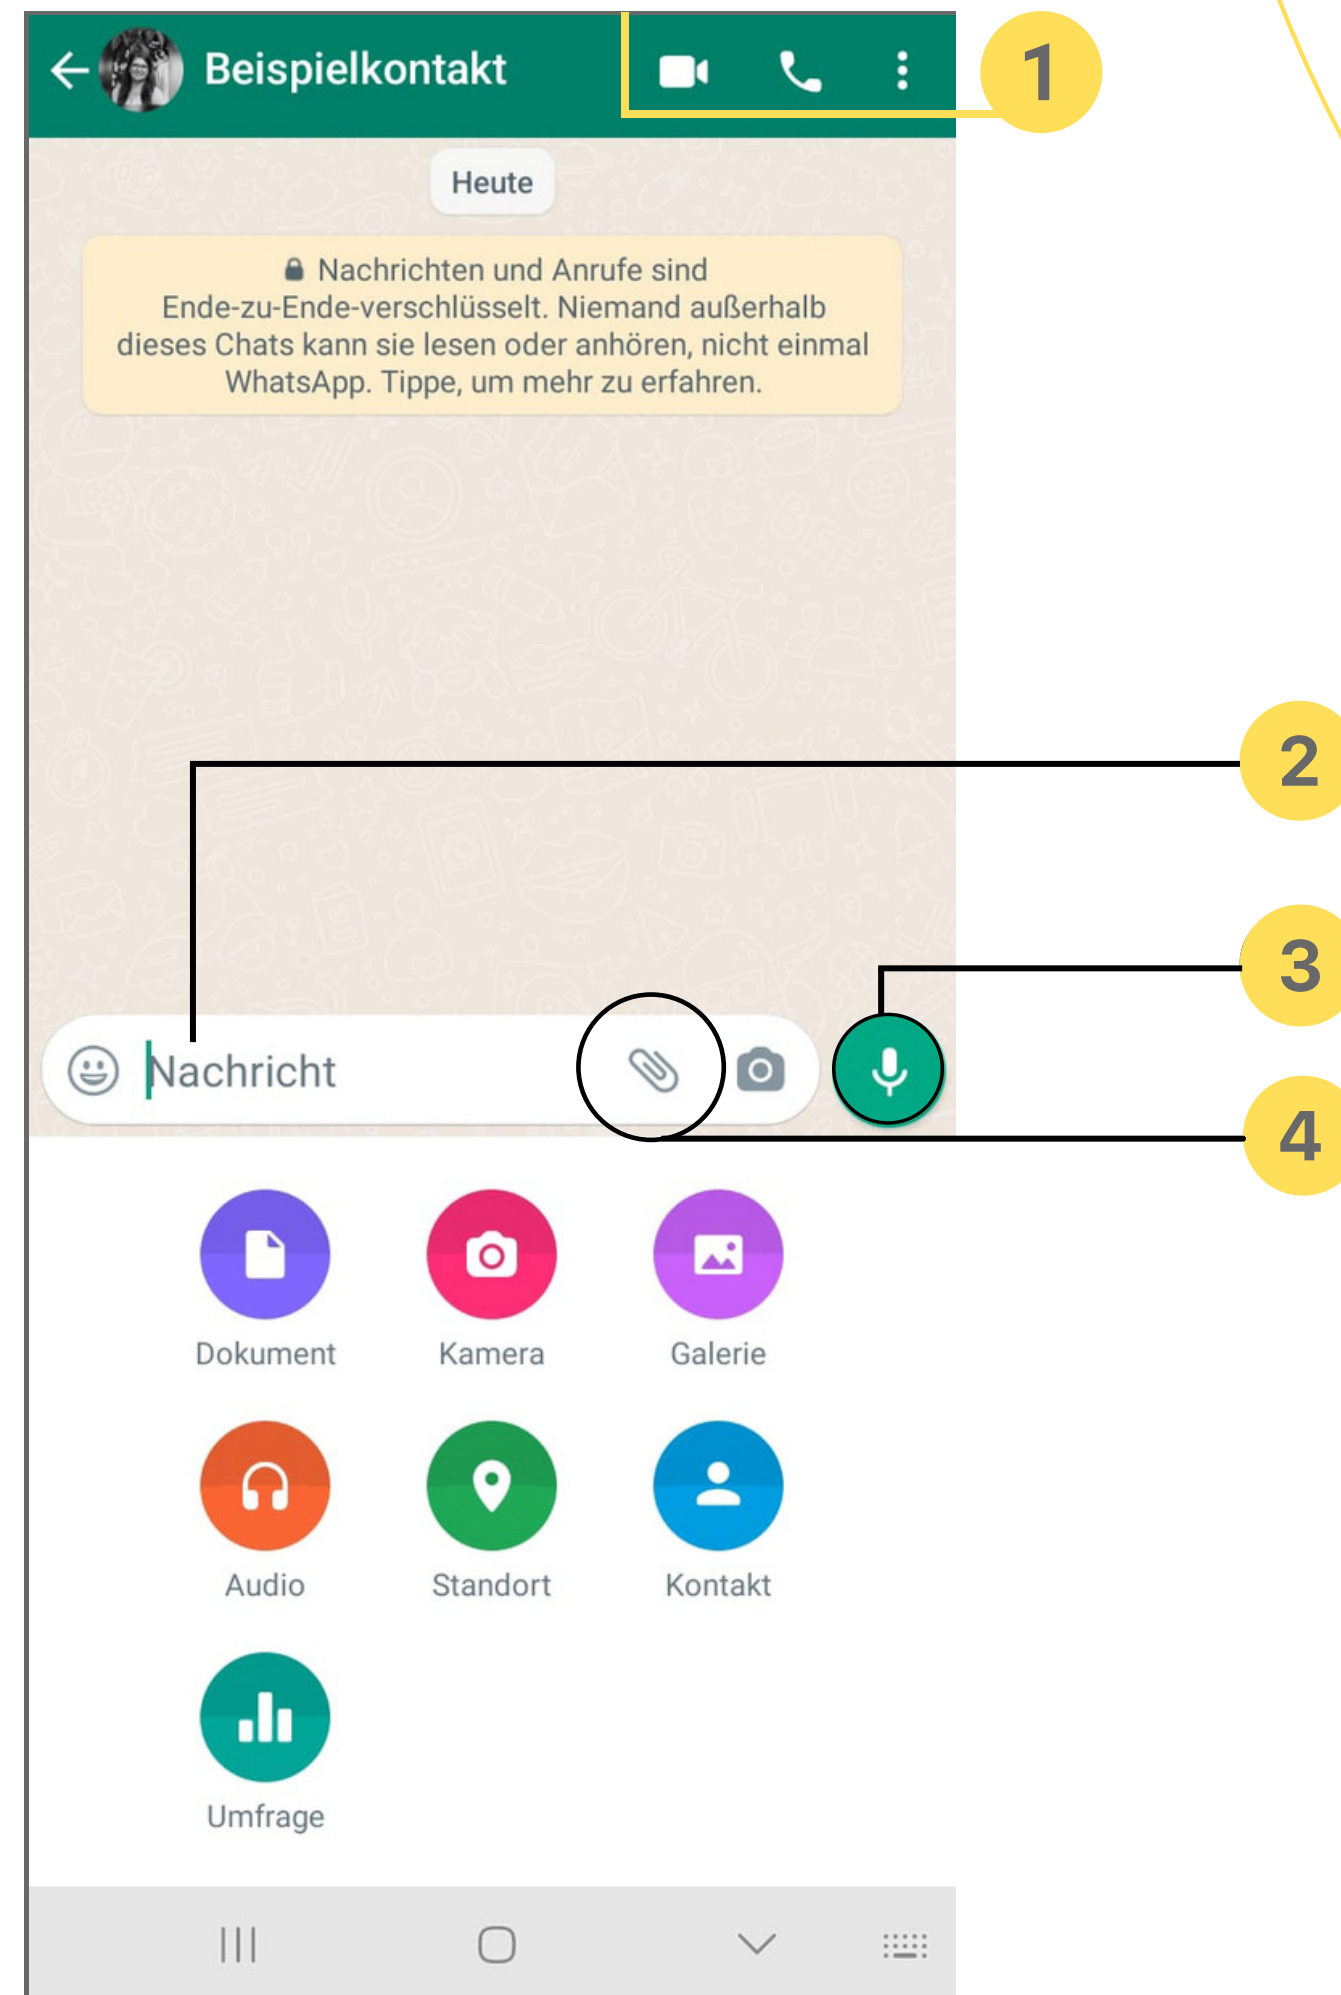 Beispielkontakt
1
Heute
Nachrichten und Anrufe sind
Ende-zu-Ende-verschlüsselt. Niemand außerhalb
dieses Chats kann sie lesen oder anhören, nicht einmal
WhatsApp. Tippe, um mehr zu erfahren.
2
3
Nachricht
4
Dokument
Kamera
Galerie
Audio
Standort
Kontakt
Umfrage